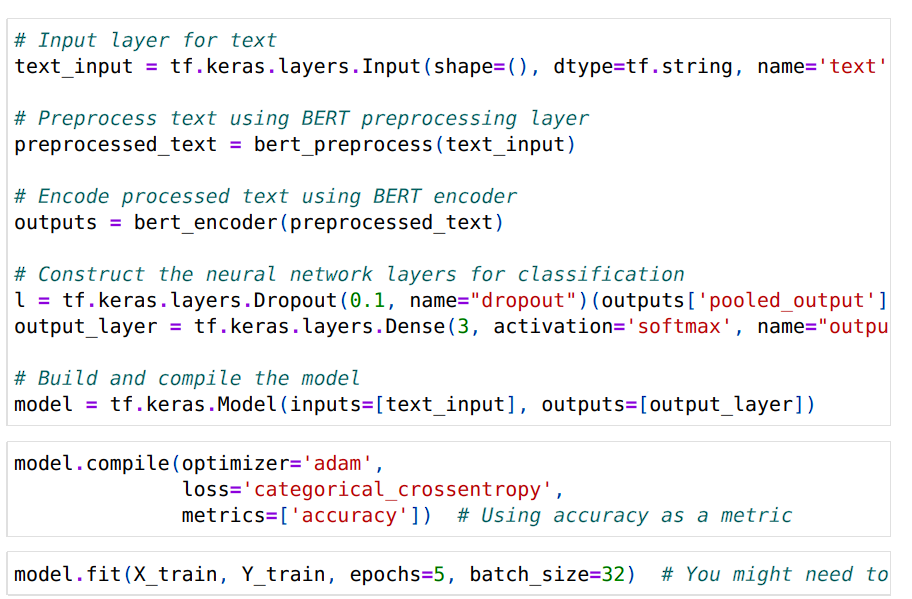 # Input layer for text
text_input = tf.keras.layers.Input(shape=(), dtype=tf.string, name='text'
# Preprocess text using BERT preprocessing layer
preprocessed_text = bert_preprocess(text_input)
# Encode processed text using BERT encoder
outputs = bert_encoder(preprocessed_text)
# Construct the neural network layers for classification
l = tf.keras.layers.Dropout(0.1, name="dropout")(outputs['pooled_output']
output_layer = tf.keras.layers.Dense(3, activation='softmax', name="outpu
# Build and compile the model
model = tf.keras.Model(inputs=[text_input], outputs=[output_layer])
model.compile(optimizer='adam',
loss='categorical_crossentropy',
metrics=['accuracy']) # Using accuracy as a metric
model.fit(X_train, Y_train, epochs=5, batch_size=32) # You might need to